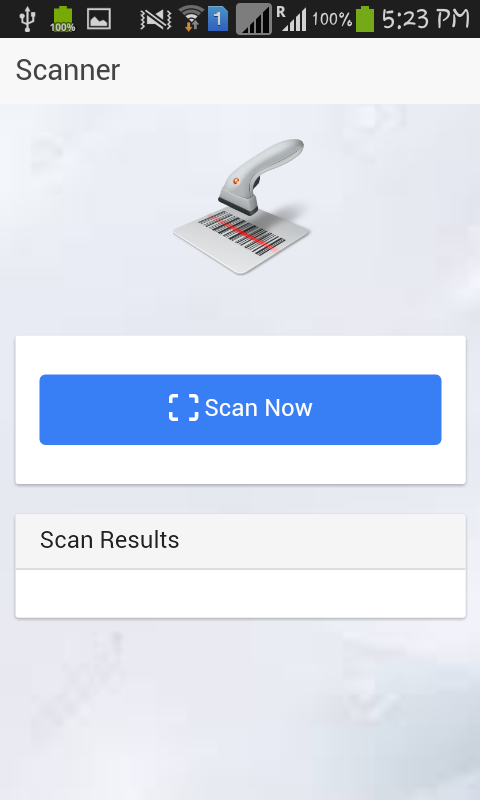 100%
1
R
100%
5:23 PM
Scanner
Scan Now
Scan Results